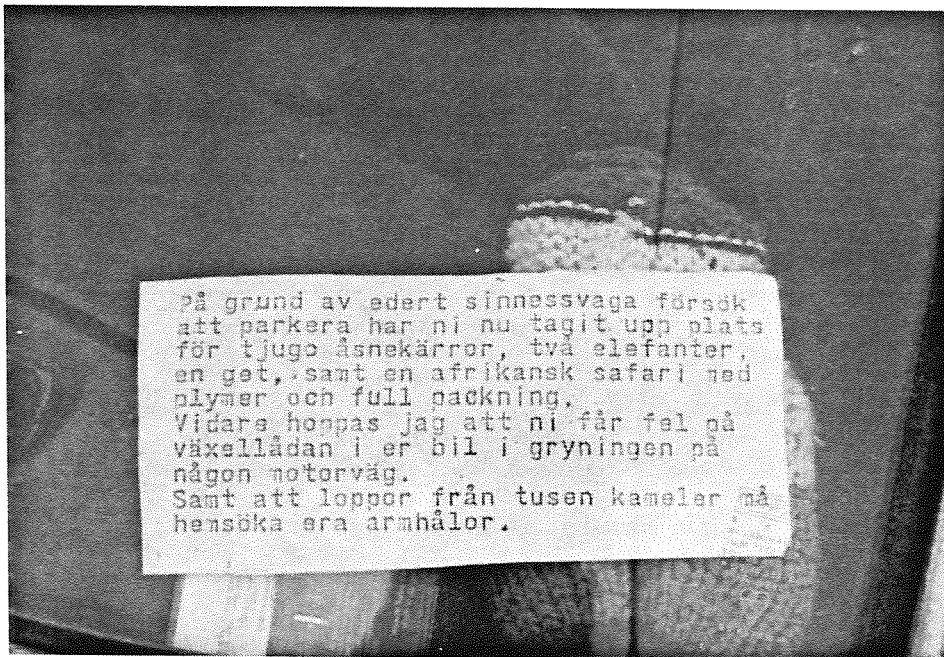 På grund av edert sinnessvaga försök
att parkera har ni nu tagit upp plats
för tjugo åsnekärror, två elefanter,
en get, samt en afrikansk safari med
plymer och full packning.
Vidare hoppas jag att ni får fel på
växellådan i er bil i gryningen på
någon motorväg.
Samt att loppor från tusen kameler må
hemsöka era armhålor.